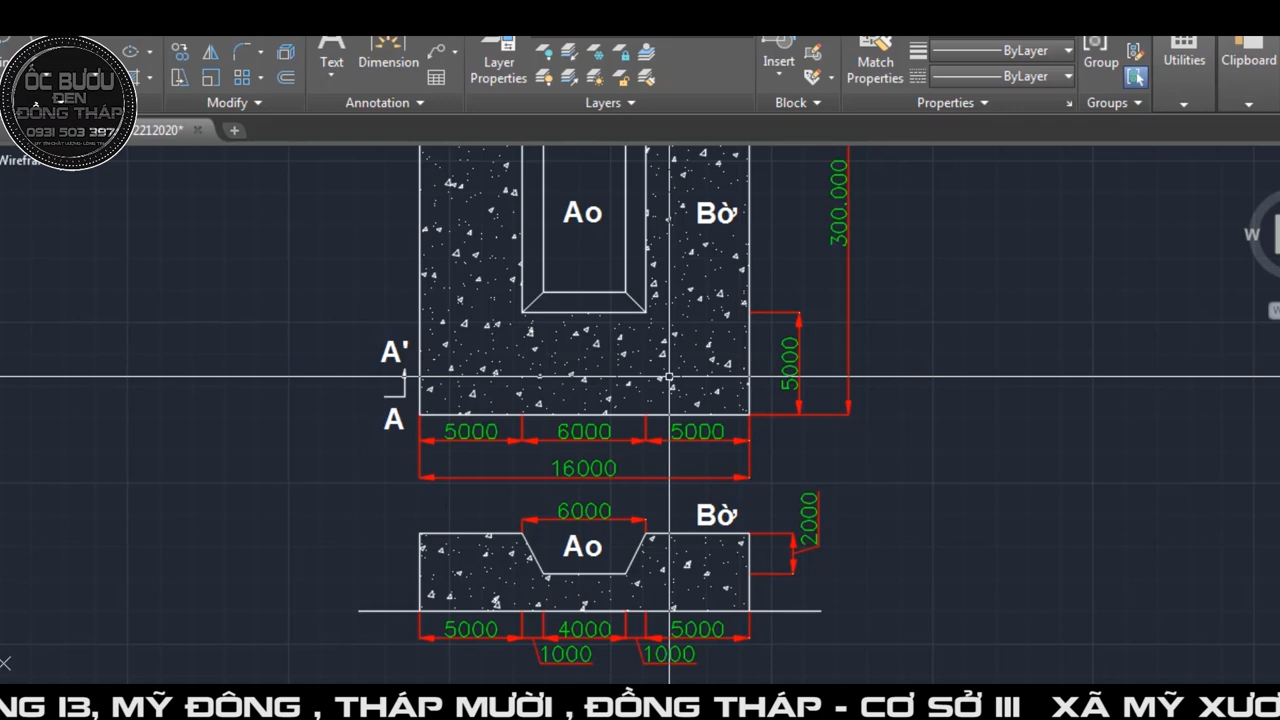 Text
Dimension
Layer
Properties
Insert
Match
Properties
ByLayer
ByLayer
Group
Utilities
Clipboard
Modify
Annotation
Layers
Block
Properties
Groups
ỐC BƯƠU
ĐEN
ĐỒNG THÁP
0931 503 397
2212020*
Ao
Bờ
300.000
W
A'
5000
A
5000 6000 5000
16000
6000
Bờ
2000
Ao
5000 4000 5000
1000 1000
NG 13, MỸ ĐÔNG , THÁP MƯỜI , ĐỒNG THÁP - CƠ SỞ III XÃ MỸ XƯƠ